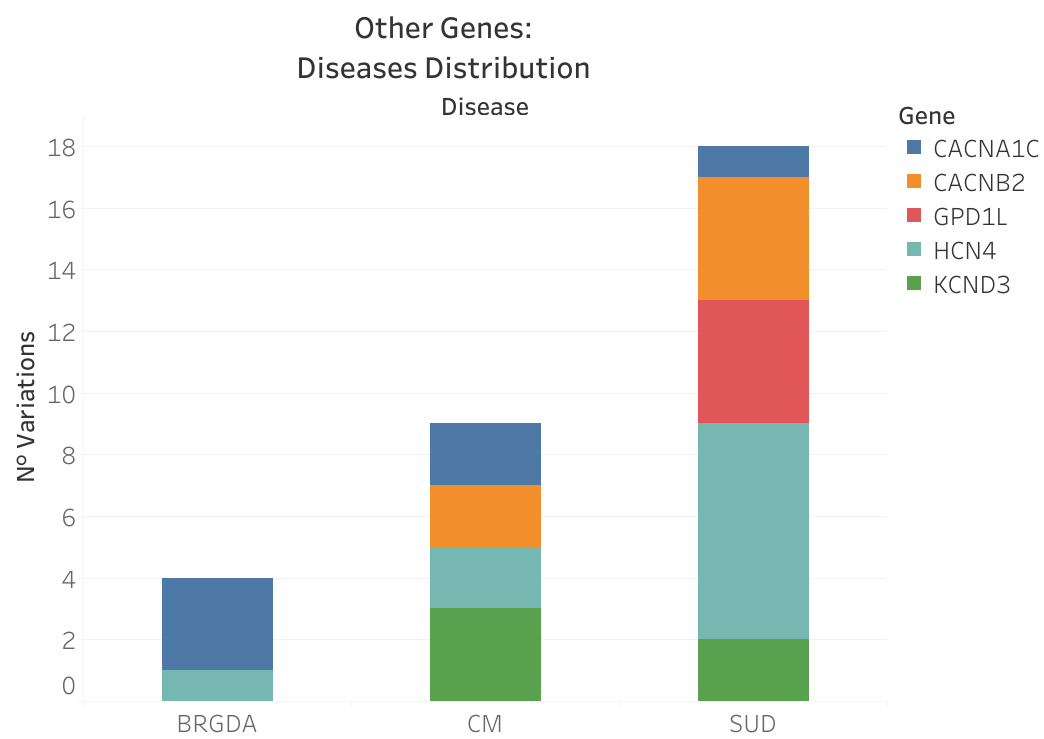 Other Genes:
Diseases Distribution
Disease
Gene
CACNA1C
CACNB2
GPD1L
HCN4
KCND3
Nº Variations
18
16
14
12
10
8
6
4
2
0
BRGDA
CM
SUD